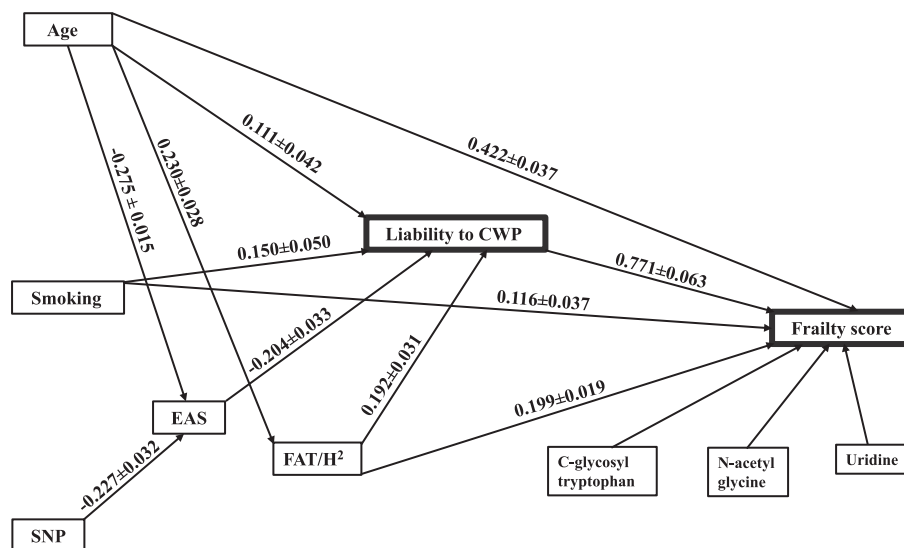 Age
0.111±0.042
0.422±0.037
0.230±0.028
-0.275 ± 0.015
Liability to CWP
0.150±0.050
0.771±0.063
Smoking
0.116±0.037
Frailty score
-0.204±0.033
0.192±0.031
0.199±0.019
EAS
FAT/H²
C-glycosyl
tryptophan
N-acetyl
glycine
Uridine
-0.227±0.032
SNP